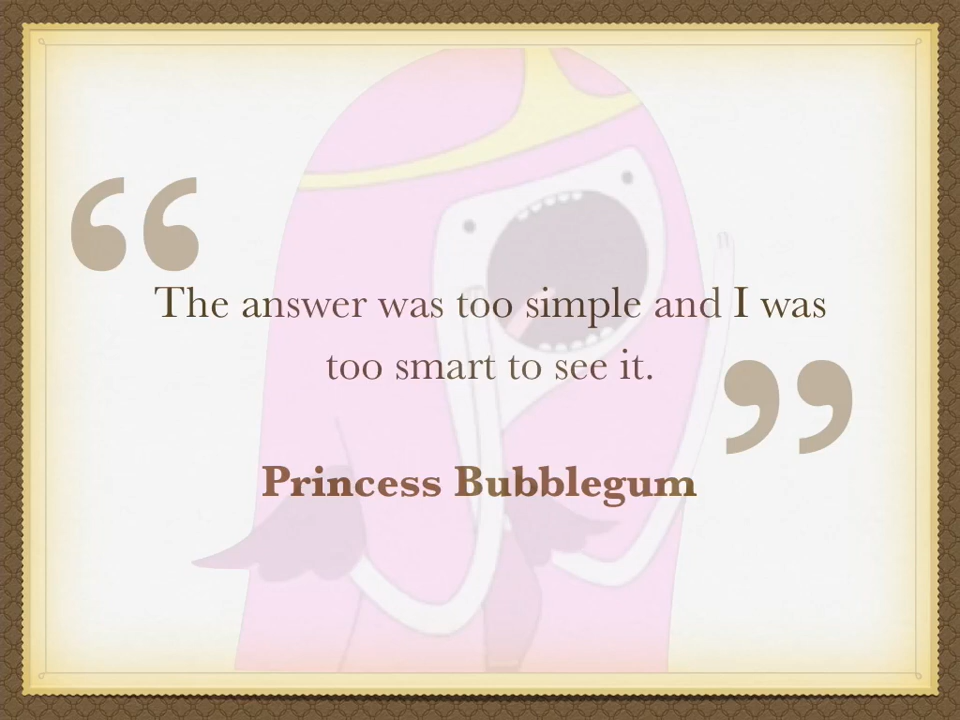 “
The answer was too simple and I was
too smart to see it.
”
Princess Bubblegum